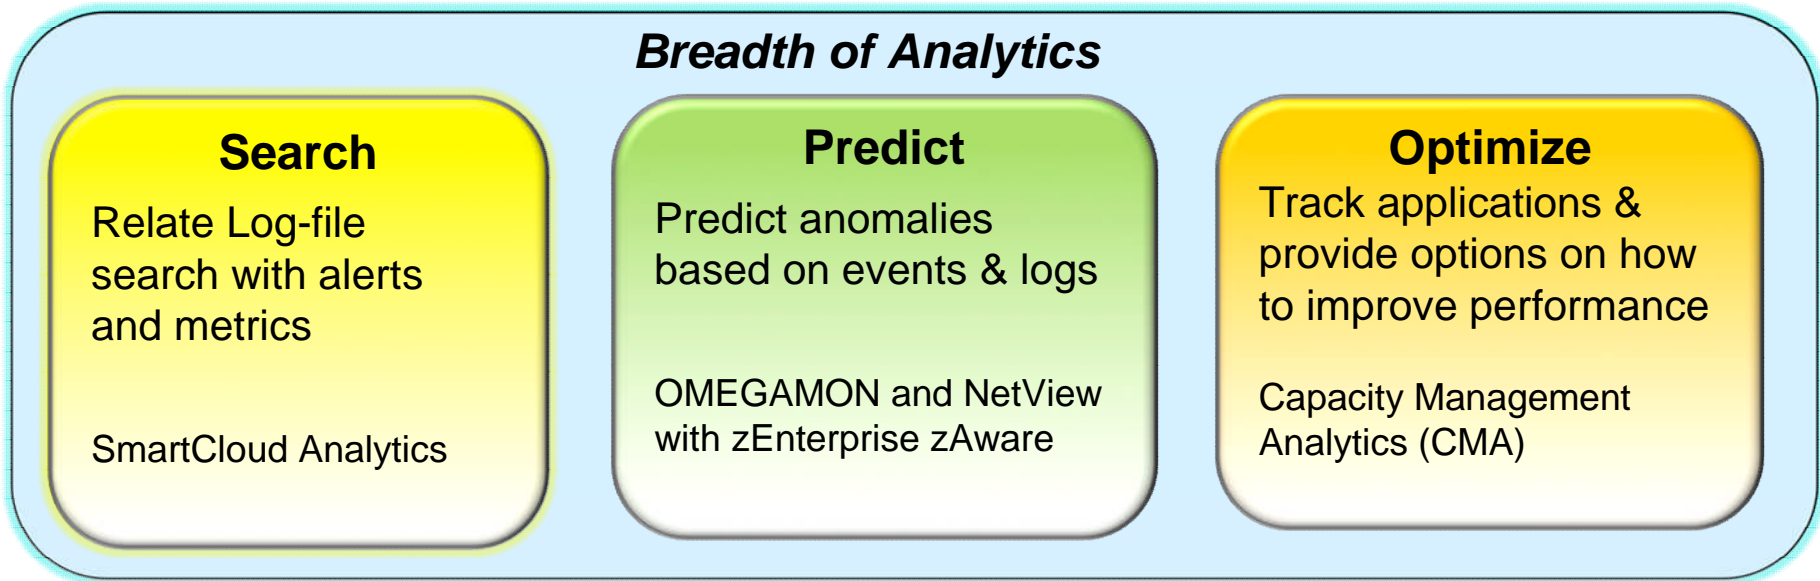 Breadth of Analytics
Search
Relate Log-file
search with alerts
and metrics
SmartCloud Analytics
Predict
Predict anomalies
based on events & logs
OMEGAMON and NetView
with zEnterprise zAware
Optimize
Track applications &
provide options on how
to improve performance
Capacity Management
Analytics (CMA)